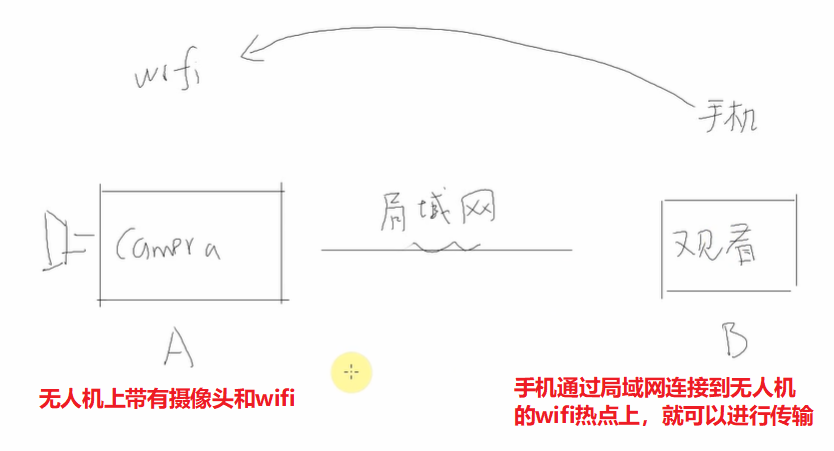 wifi
手机
局域网
Camera
观看
A
B
无人机上带有摄像头和wifi
手机通过局域网连接到无人机
的wifi热点上，就可以进行传输